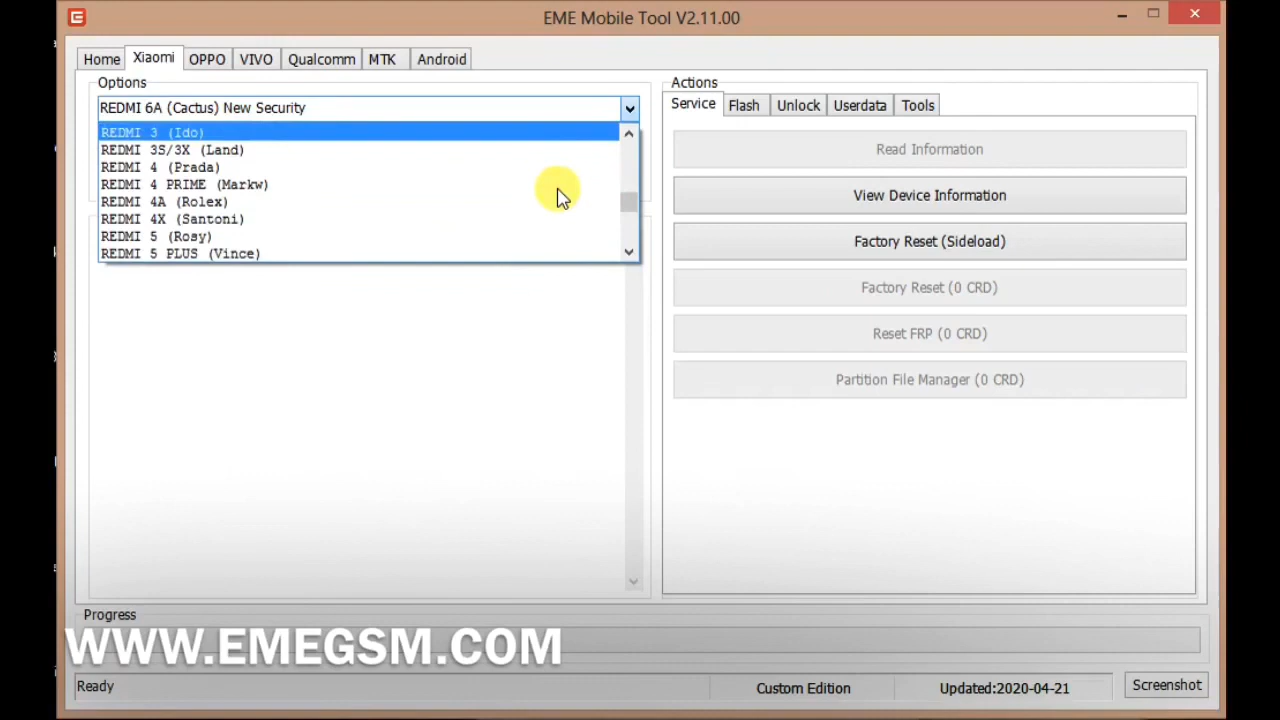 EME Mobile Tool V2.11.00
Home Xiaomi OPPO VIVO Qualcomm MTK Android
Options
REDMI 6A (Cactus) New Security
REDMI 3 (Ido)
REDMI 3S/3X (Land)
REDMI 4 (Prada)
REDMI 4 PRIME (Markw)
REDMI 4A (Rolex)
REDMI 4X (Santoni)
REDMI 5 (Rosy)
REDMI 5 PLUS (Vince)
Actions
Service Flash Unlock Userdata Tools
Read Information
View Device Information
Factory Reset (Sideload)
Factory Reset (0 CRD)
Reset FRP (0 CRD)
Partition File Manager (0 CRD)
Progress
WWW.EMEGSM.COM
Ready Custom Edition Updated:2020-04-21 Screenshot